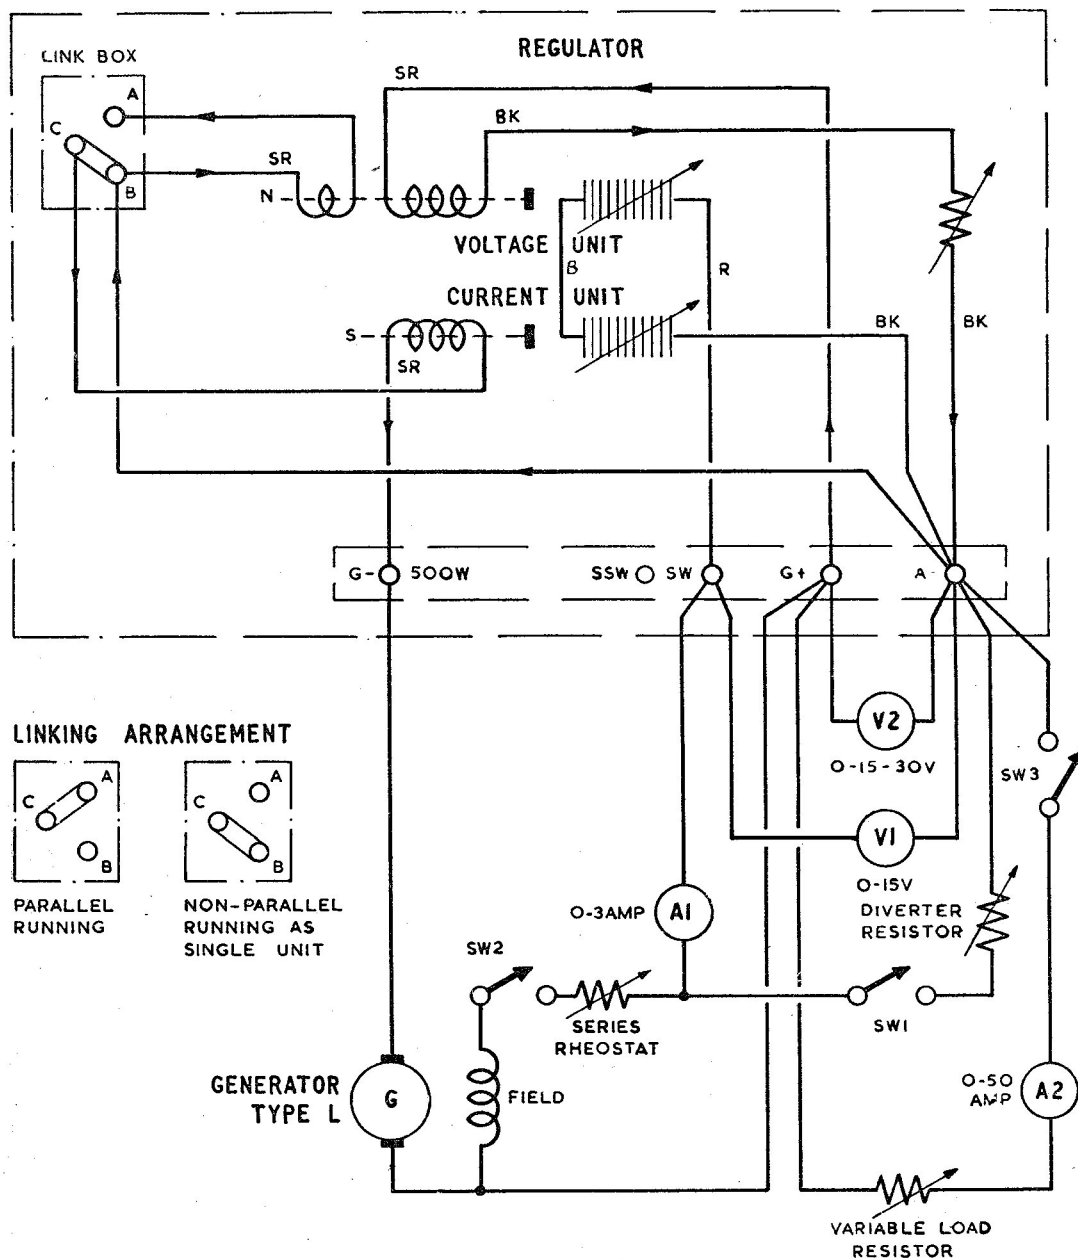 REGULATOR
LINK BOX
A
C
B
SR
SR
BK
N
VOLTAGE UNIT
B
R
CURRENT UNIT
BK
BK
S
SR
G-
500W
SSW
SW
G+
A-
LINKING ARRANGEMENT
A
C
B
PARALLEL
RUNNING
A
C
B
NON-PARALLEL
RUNNING AS
SINGLE UNIT
V2
0-15-30V
SW3
V1
0-15V
DIVERTER
RESISTOR
0-3AMP
A1
SW2
SERIES
RHEOSTAT
SW1
GENERATOR
TYPE L
G
FIELD
0-50
AMP
A2
VARIABLE LOAD
RESISTOR